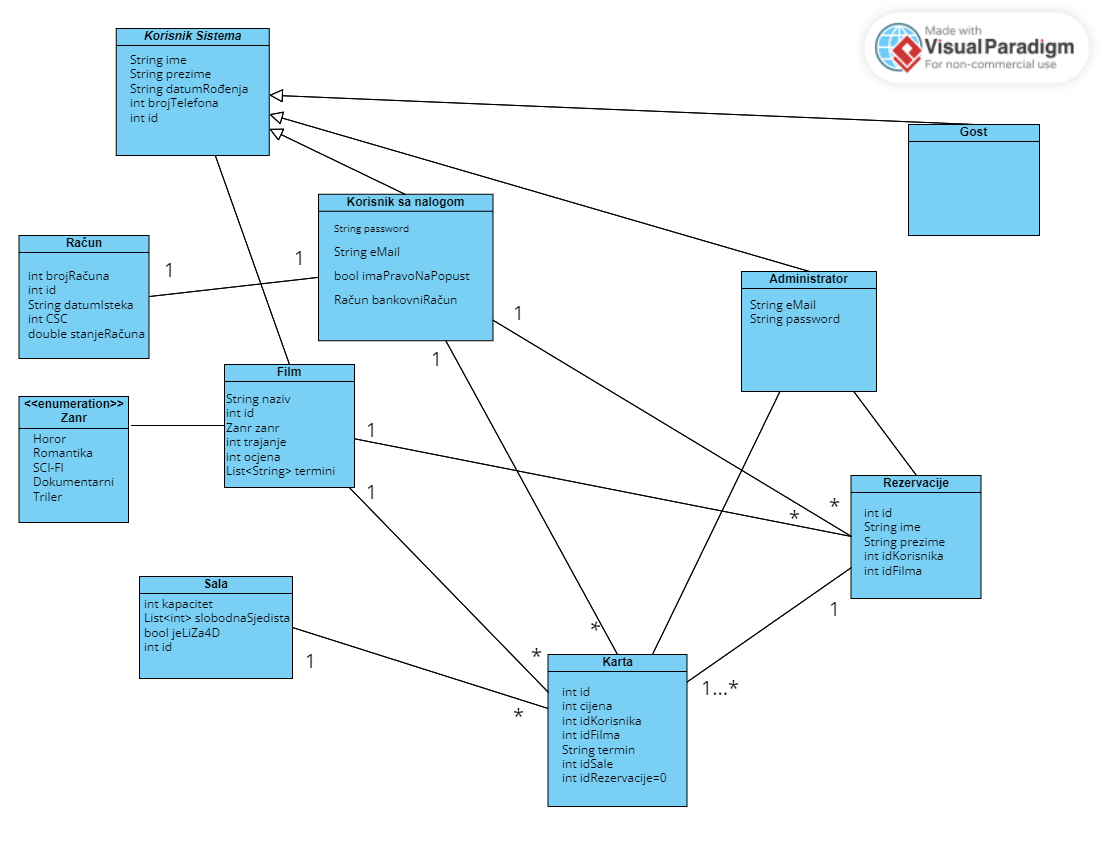 Made with
Visual Paradigm
For non-commercial use
Korisnik Sistema
String ime
String prezime
String datumRođenja
int brojTelefona
int id
Gost
Korisnik sa nalogom
String password
String eMail
bool imaPravoNaPopust
Račun bankovniRačun
Račun
int brojRačuna
int id
String datumIsteka
int CSC
double stanjeRačuna
1
1
Administrator
String eMail
String password
1
1
Film
String naziv
int id
Zanr zanr
int trajanje
int ocjena
List<String> termini
<<enumeration>>
Zanr
Horor
Romantika
SCI-FI
Dokumentarni
Triler
1
1
Rezervacije
int id
String ime
String prezime
int idKorisnika
int idFilma
*
*
1
Sala
int kapacitet
List<int> slobodnaSjedista
bool jeLiZa4D
int id
1
*
*
*
1...*
Karta
int id
int cijena
int idKorisnika
int idFilma
String termin
int idSale
int idRezervacije=0